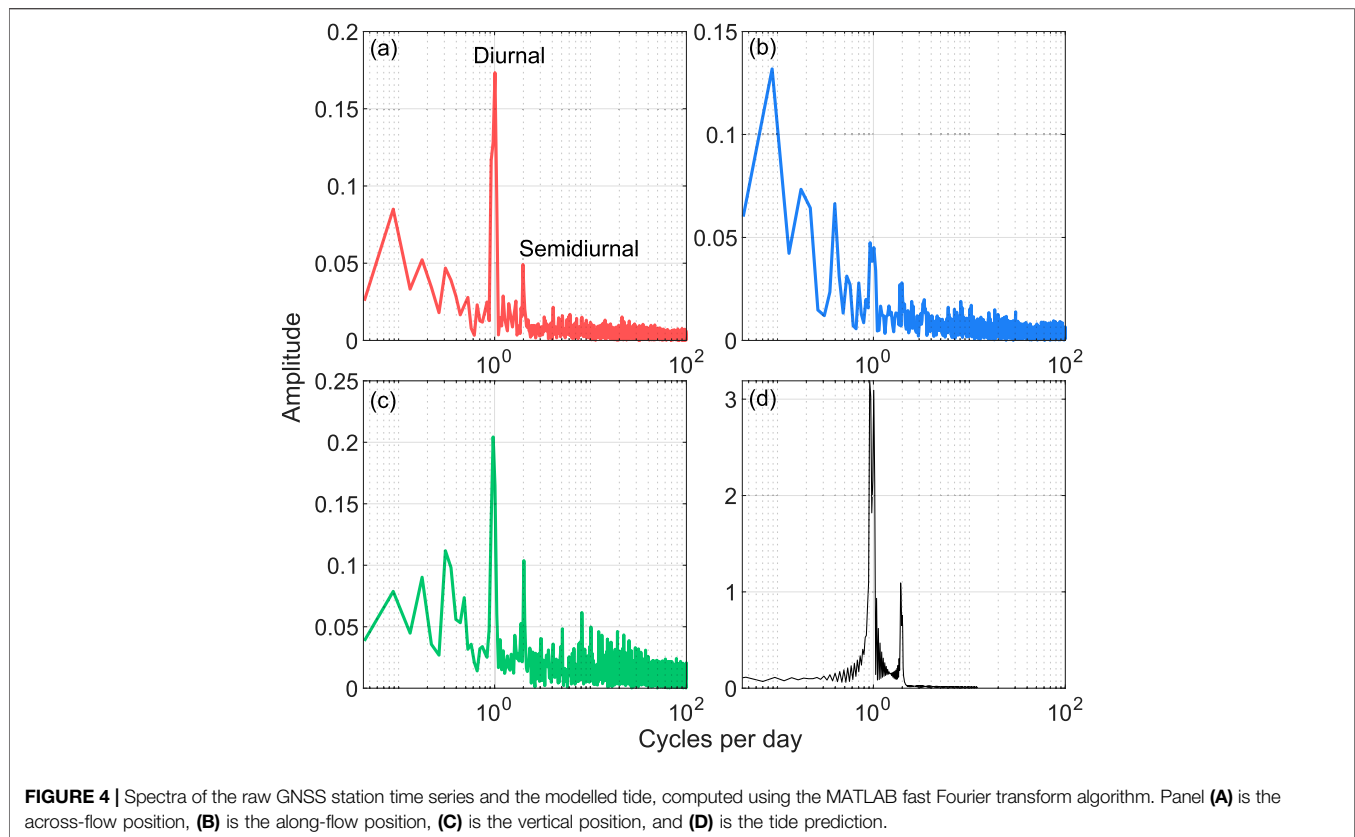 (a)
Diurnal
Semidiurnal
0.2
0.15
0.1
0.05
0
10^0
10^2
(b)
0.15
0.1
0.05
0
10^0
10^2
Amplitude
(c)
0.25
0.2
0.15
0.1
0.05
0
10^0
10^2
(d)
3
2
1
0
10^0
10^2
Cycles per day
FIGURE 4 | Spectra of the raw GNSS station time series and the modelled tide, computed using the MATLAB fast Fourier transform algorithm. Panel (A) is the
across-flow position, (B) is the along-flow position, (C) is the vertical position, and (D) is the tide prediction.